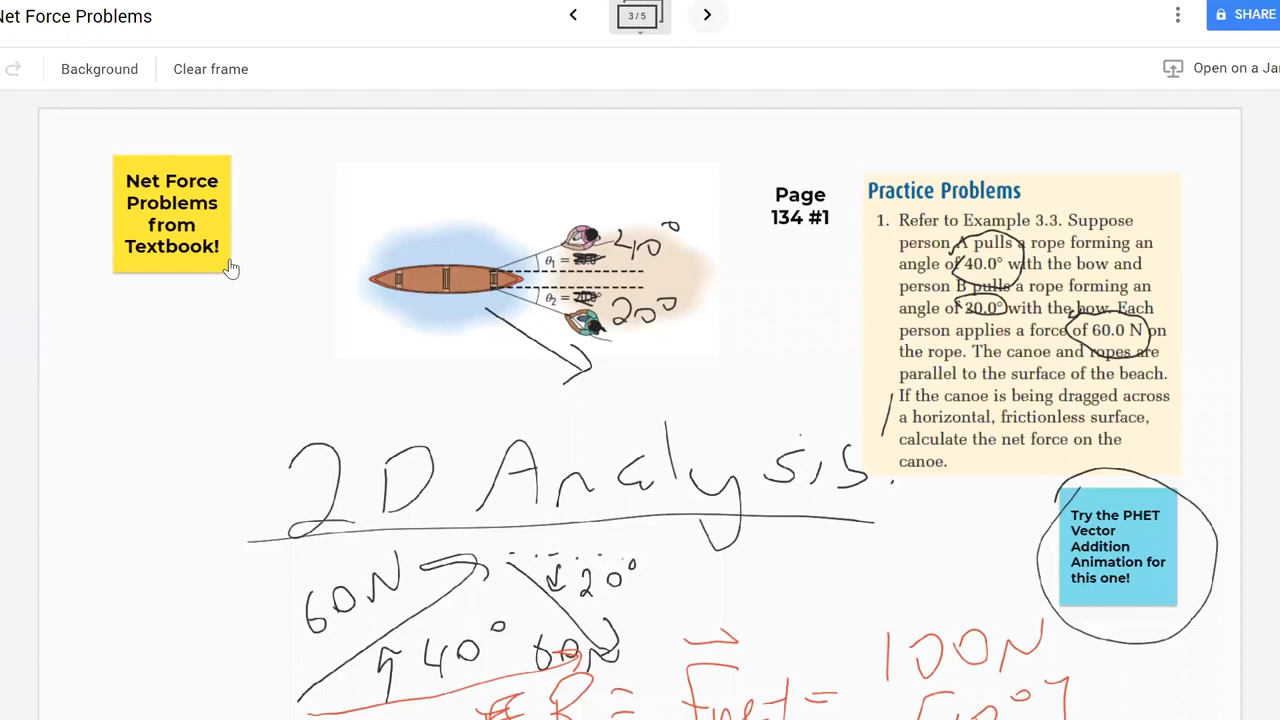 Net Force Problems
3 / 5
SHARE
Background
Clear frame
Open on a Ja
Net Force
Problems
from
Textbook!
θ1 = 20.0°
40°
θ2 = 20.0°
20°
Page
134 #1
Practice Problems
1. Refer to Example 3.3. Suppose
person A pulls a rope forming an
angle of 40.0° with the bow and
person B pulls a rope forming an
angle of 20.0° with the bow. Each
person applies a force of 60.0 N on
the rope. The canoe and ropes are
parallel to the surface of the beach.
If the canoe is being dragged across
a horizontal, frictionless surface,
calculate the net force on the
canoe.
2D Analysis.
Try the PHET
Vector
Addition
Animation for
this one!
60N
20°
40°
60N
R = Fnet = 100N
[10°]